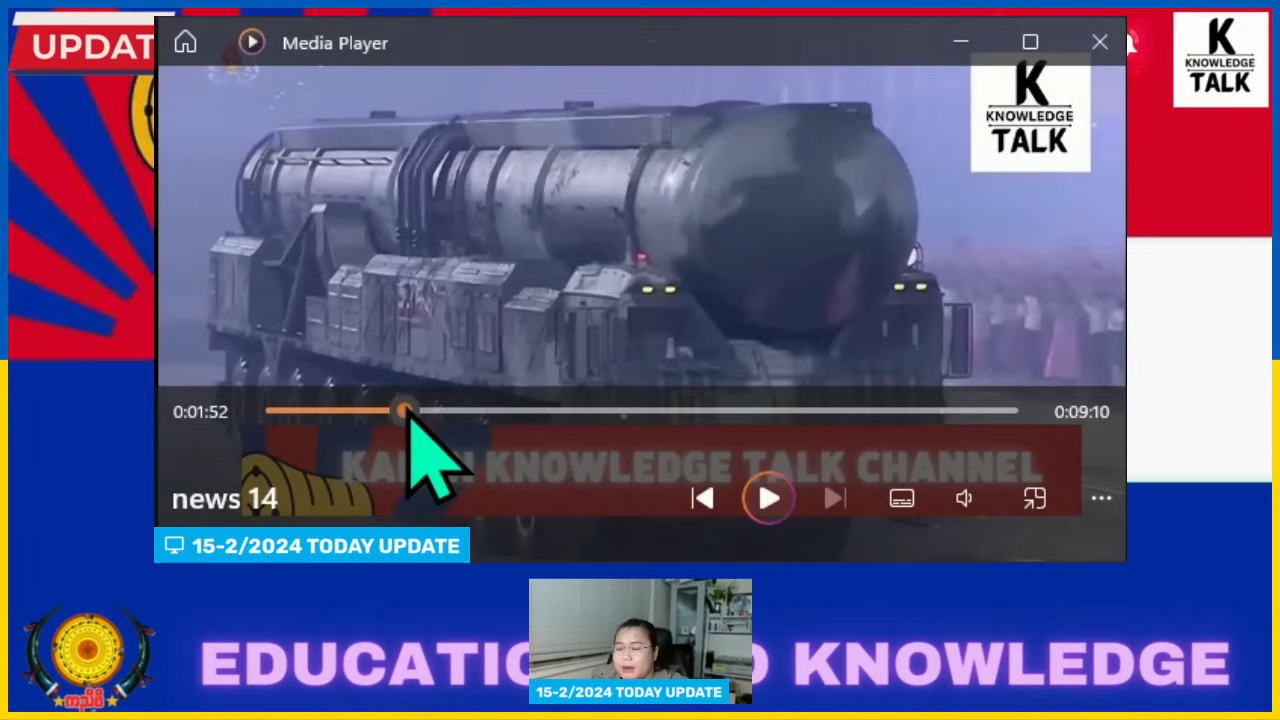 UPDAT
Media Player
K
KNOWLEDGE
TALK
K
KNOWLEDGE
TALK
0:01:52
0:09:10
KNOWLEDGE TALK CHANNEL
news 14
15-2/2024 TODAY UPDATE
KNOWLEDGE
15-2/2024 TODAY UPDATE